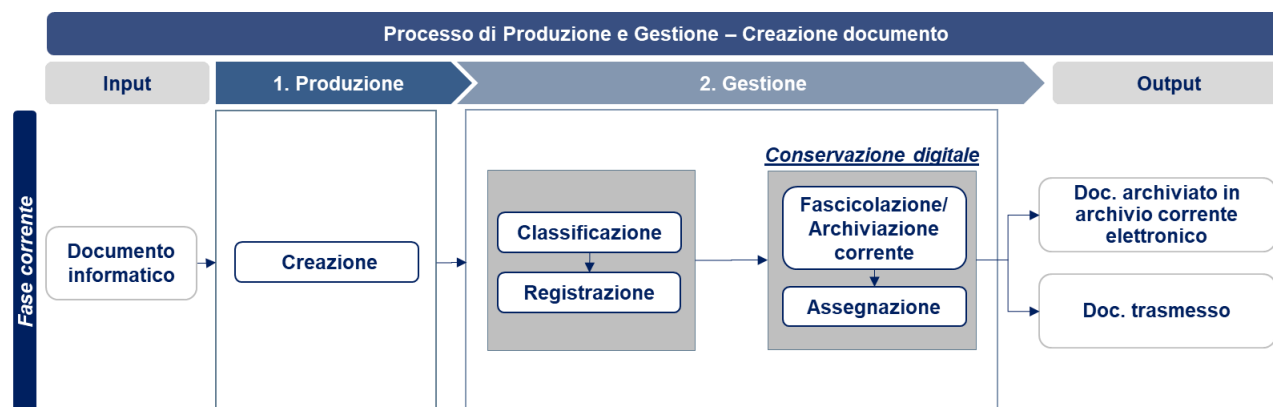 Processo di Produzione e Gestione – Creazione documento
Input
1. Produzione
2. Gestione
Output
Fase corrente
Documento
informatico
Creazione
Classificazione
Registrazione
Conservazione digitale
Fascicolazione/
Archiviazione
corrente
Assegnazione
Doc. archiviato in
archivio corrente
elettronico
Doc. trasmesso